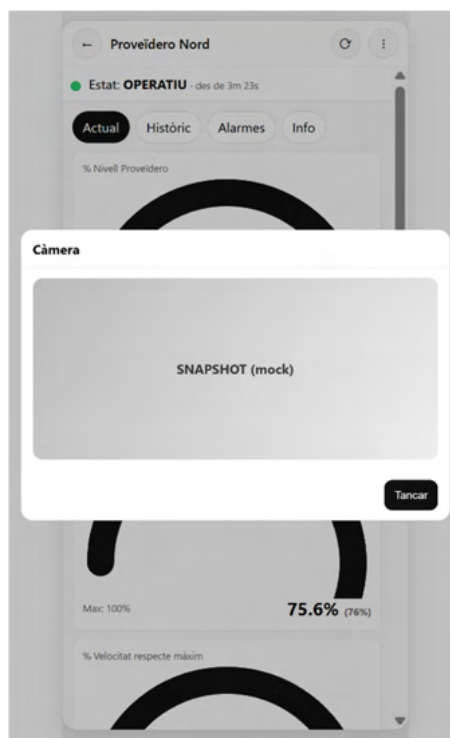 ← Proveïdero Nord
Estat: OPERATIU - des de 3m 23s
Actual Històric Alarmes Info
% Nivell Proveïdero
Càmera
SNAPSHOT (mock)
Tancar
Max: 100% 75.6% (76%)
% Velocitat respecte màxim